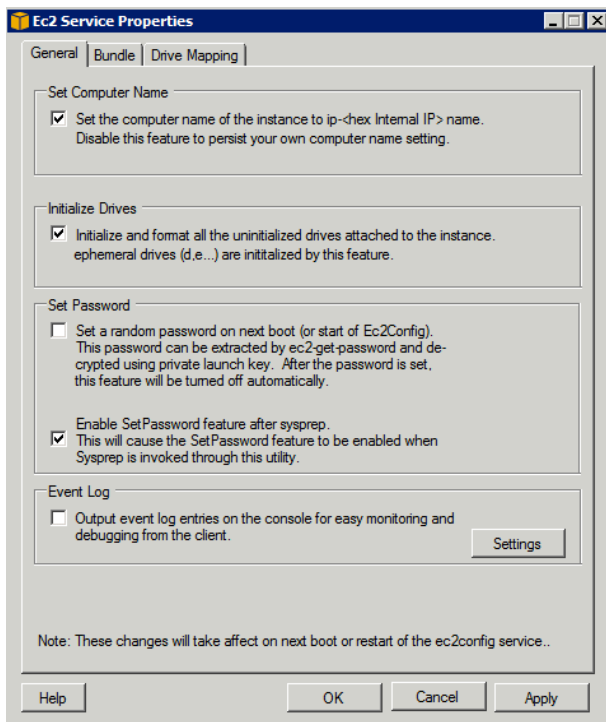 Ec2 Service Properties
General Bundle Drive Mapping
Set Computer Name
Set the computer name of the instance to ip-<hex Internal IP> name.
Disable this feature to persist your own computer name setting.
Initialize Drives
Initialize and format all the uninitialized drives attached to the instance.
ephemeral drives (d,e...) are inititalized by this feature.
Set Password
Set a random password on next boot (or start of Ec2Config).
This password can be extracted by ec2-get-password and de-
crypted using private launch key. After the password is set,
this feature will be turned off automatically.
Enable SetPassword feature after sysprep.
This will cause the SetPassword feature to be enabled when
Sysprep is invoked through this utility.
Event Log
Output event log entries on the console for easy monitoring and
debugging from the client.
Settings
Note: These changes will take affect on next boot or restart of the ec2config service..
Help OK Cancel Apply